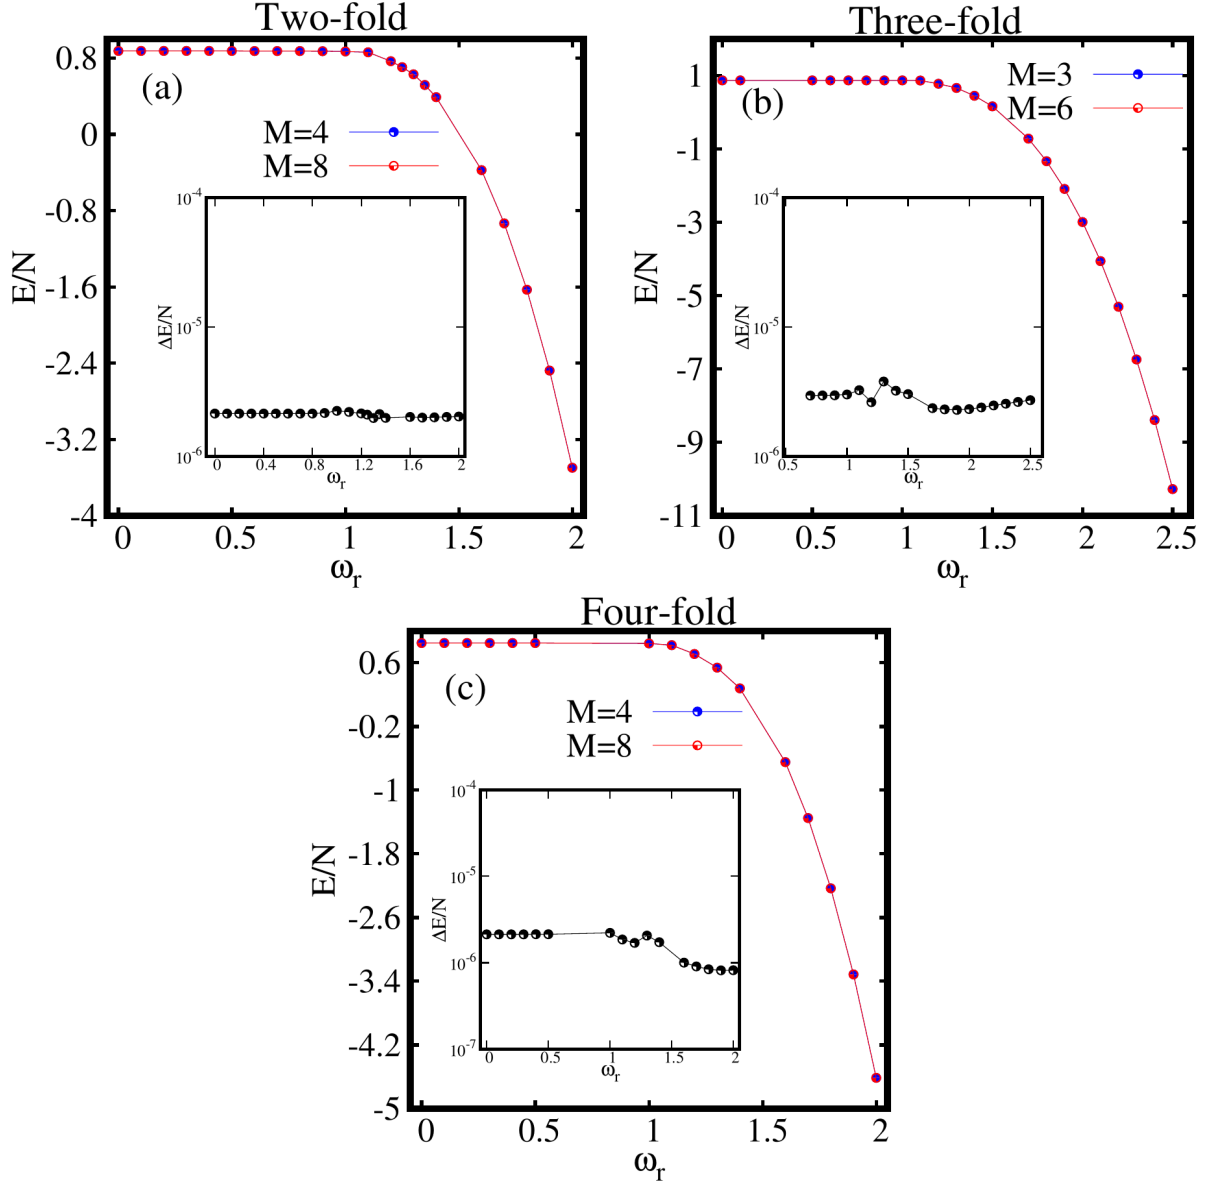 Two-fold
(a)
M=4
M=8
E/N
0.8
0
-0.8
-1.6
-2.4
-3.2
-4
0 0.5 1 1.5 2
ωr
ΔE/N
10-4
10-5
10-6
0 0.4 0.8 1.2 1.6 2
ωr
Three-fold
(b)
M=3
M=6
E/N
1
-1
-3
-5
-7
-9
-11
0 0.5 1 1.5 2 2.5
ωr
ΔE/N
10-4
10-5
10-6
0.5 1 1.5 2 2.5
ωr
Four-fold
(c)
M=4
M=8
E/N
0.6
-0.2
-1
-1.8
-2.6
-3.4
-4.2
-5
0 0.5 1 1.5 2
ωr
ΔE/N
10-4
10-5
10-6
10-7
0 0.5 1 1.5 2
ωr